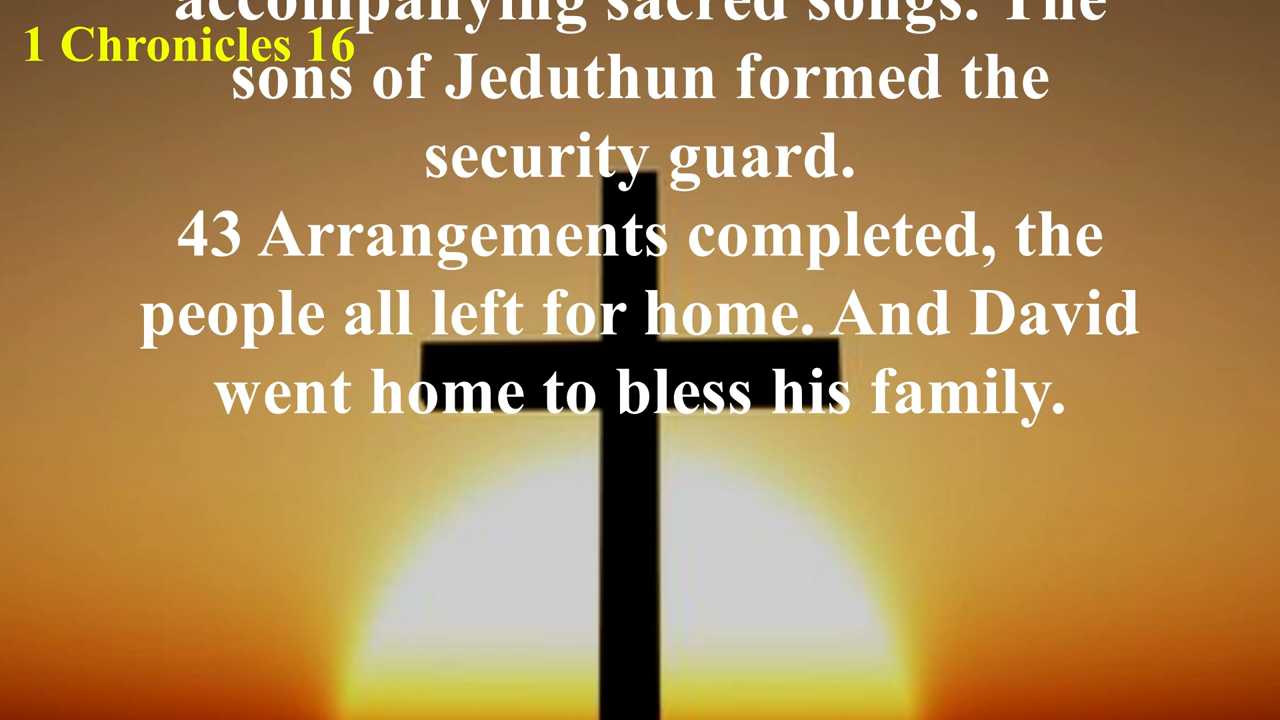 accompanying sacred songs. The
1 Chronicles 16
sons of Jeduthun formed the
security guard.
43 Arrangements completed, the
people all left for home. And David
went home to bless his family.